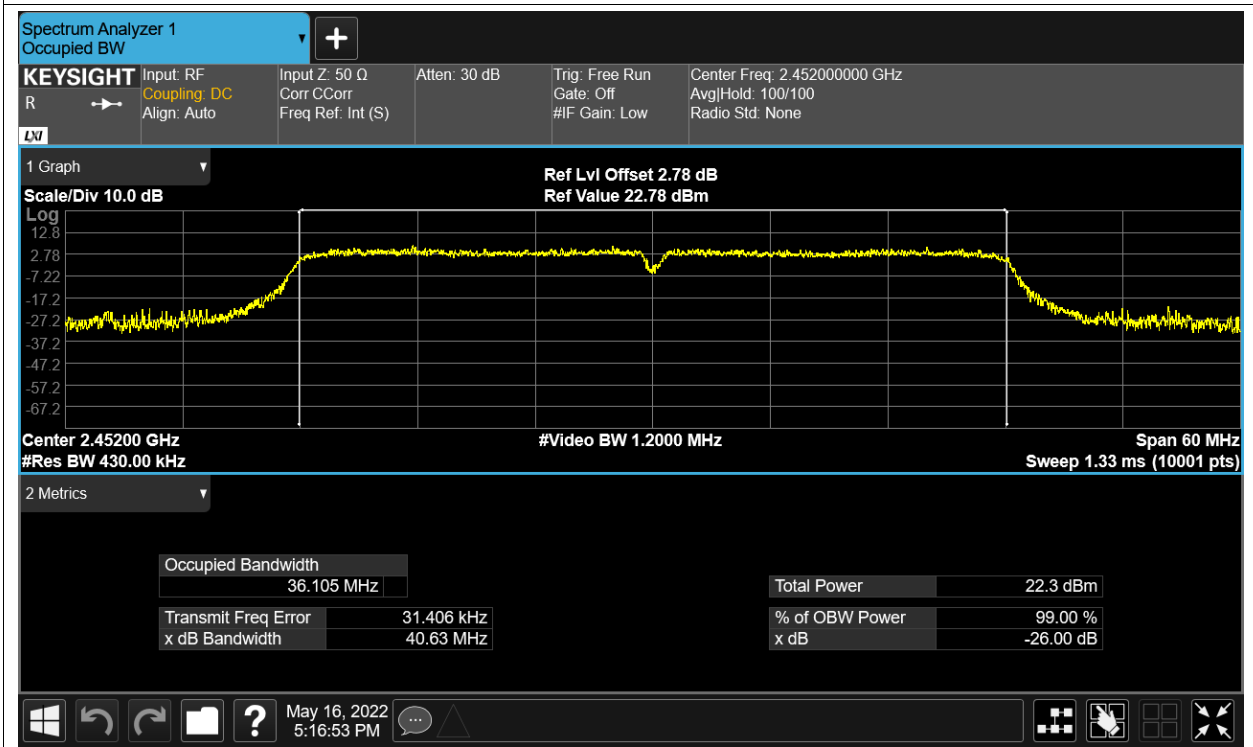 Spectrum Analyzer 1
Occupied BW
KEYSIGHT
R
LXI
Input: RF
Coupling: DC
Align: Auto
Input Z: 50 Ω
Corr CCorr
Freq Ref: Int (S)
Atten: 30 dB
Trig: Free Run
Gate: Off
#IF Gain: Low
Center Freq: 2.452000000 GHz
Avg|Hold: 100/100
Radio Std: None
1 Graph
Scale/Div 10.0 dB
Ref Lvl Offset 2.78 dB
Ref Value 22.78 dBm
Log
12.8
2.78
-7.22
-17.2
-27.2
-37.2
-47.2
-57.2
-67.2
Center 2.45200 GHz
#Video BW 1.2000 MHz
Span 60 MHz
#Res BW 430.00 kHz
Sweep 1.33 ms (10001 pts)
2 Metrics
Occupied Bandwidth
36.105 MHz
Total Power 22.3 dBm
Transmit Freq Error 31.406 kHz
% of OBW Power 99.00 %
x dB Bandwidth 40.63 MHz
x dB -26.00 dB
?
May 16, 2022
5:16:53 PM